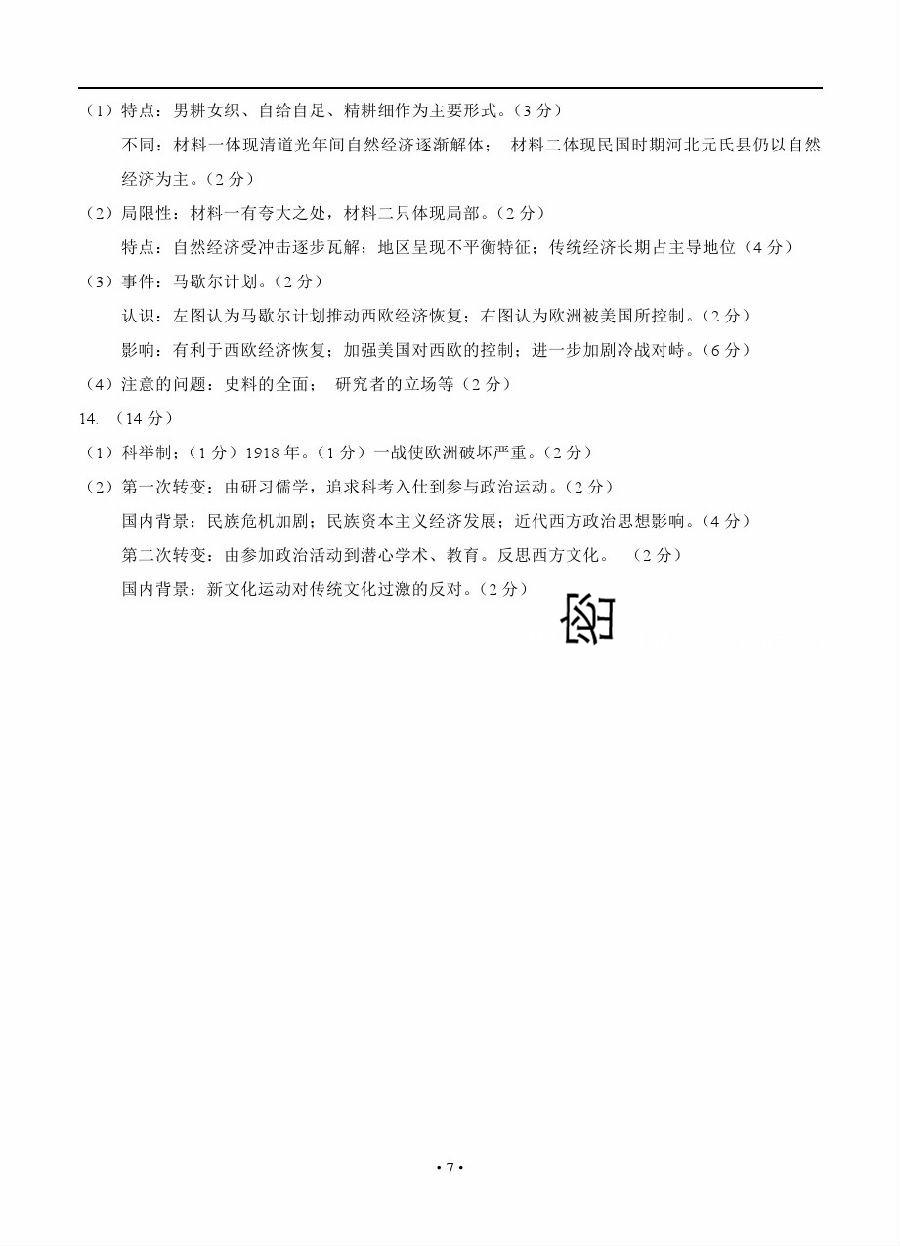 （1）特点：男耕女织、自给自足、精耕细作为主要形式。（3分）
不同：材料一体现清道光年间自然经济逐渐解体； 材料二体现民国时期河北元氏县仍以自然
经济为主。（2分）
（2）局限性：材料一有夸大之处，材料二只体现局部。（2分）
特点：自然经济受冲击逐步瓦解；地区呈现不平衡特征；传统经济长期占主导地位（4分）
（3）事件：马歇尔计划。（2分）
认识：左图认为马歇尔计划推动西欧经济恢复；右图认为欧洲被美国所控制。（2分）
影响：有利于西欧经济恢复；加强美国对西欧的控制；进一步加剧冷战对峙。（6分）
（4）注意的问题：史料的全面； 研究者的立场等（2分）
14. （14分）
（1）科举制；（1分）1918年。（1分）一战使欧洲破坏严重。（2分）
（2）第一次转变：由研习儒学，追求科考入仕到参与政治运动。（2分）
国内背景：民族危机加剧；民族资本主义经济发展；近代西方政治思想影响。（4分）
第二次转变：由参加政治活动到潜心学术、教育。反思西方文化。 （2分）
国内背景：新文化运动对传统文化过激的反对。（2分）
密
• 7 •